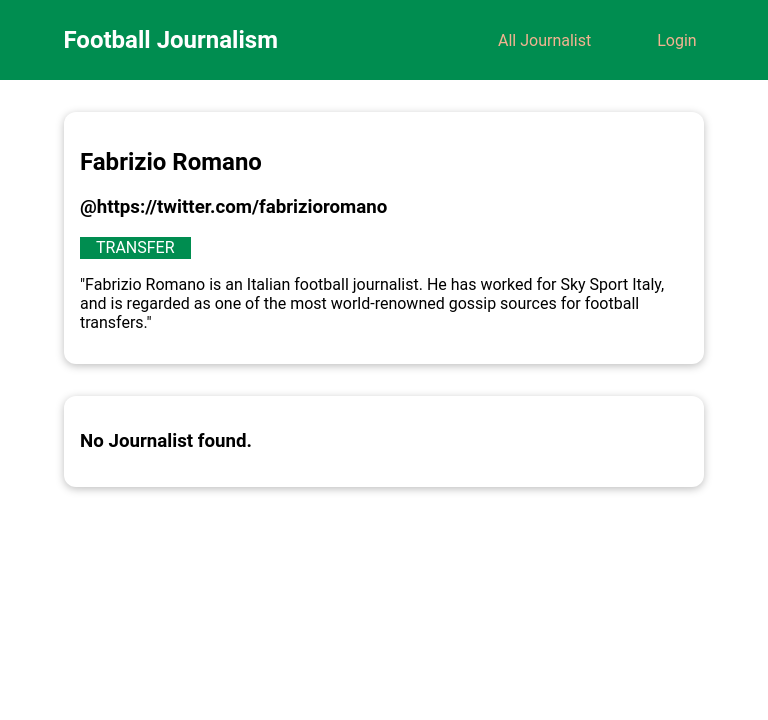 Football Journalism
All Journalist
Login
Fabrizio Romano
@https://twitter.com/fabrizioromano
TRANSFER
"Fabrizio Romano is an Italian football journalist. He has worked for Sky Sport Italy,
and is regarded as one of the most world-renowned gossip sources for football
transfers."
No Journalist found.